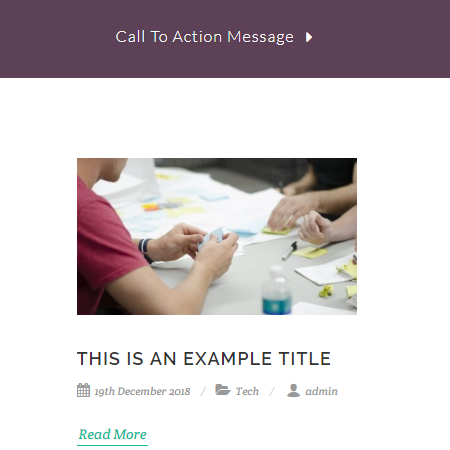 Call To Action Message
THIS IS AN EXAMPLE TITLE
19th December 2018 / Tech / admin
Read More